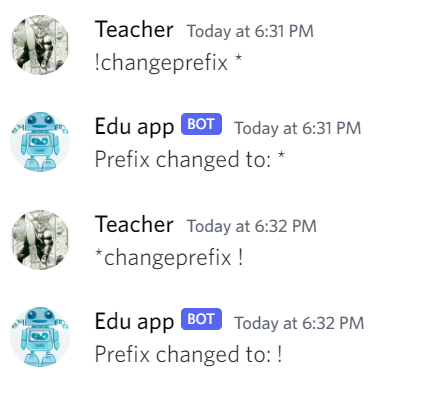 Teacher Today at 6:31 PM
!changeprefix *
Edu app BOT Today at 6:31 PM
Prefix changed to: *
Teacher Today at 6:32 PM
*changeprefix !
Edu app BOT Today at 6:32 PM
Prefix changed to: !